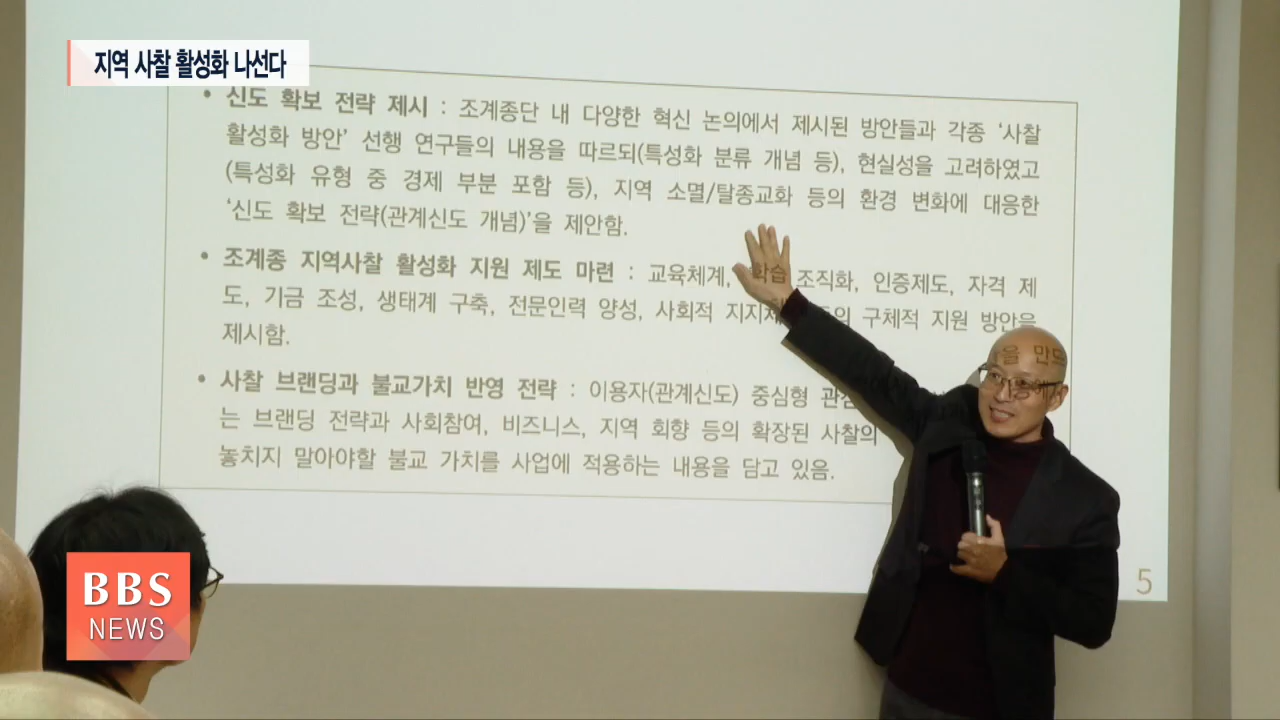 지역 사찰 활성화 나선다
• 신도 확보 전략 제시 : 조계종단 내 다양한 혁신 논의에서 제시된 방안들과 각종 ‘사찰
활성화 방안’ 선행 연구들의 내용을 따르되(특성화 분류 개념 등), 현실성을 고려하였고
(특성화 유형 중 경제 부분 포함 등), 지역 소멸/탈종교화 등의 환경 변화에 대응한
‘신도 확보 전략(관계신도 개념)’을 제안함.
• 조계종 지역사찰 활성화 지원 제도 마련 : 교육체계, 학습 조직화, 인증제도, 자격 제
도, 기금 조성, 생태계 구축, 전문인력 양성, 사회적 지지체 등의 구체적 지원 방안을
제시함.
을 만드
• 사찰 브랜딩과 불교가치 반영 전략 : 이용자(관계신도) 중심형
는 브랜딩 전략과 사회참여, 비즈니스, 지역 회향 등의 확장된 사찰의
놓치지 말아야할 불교 가치를 사업에 적용하는 내용을 담고 있음.
5
BBS
NEWS